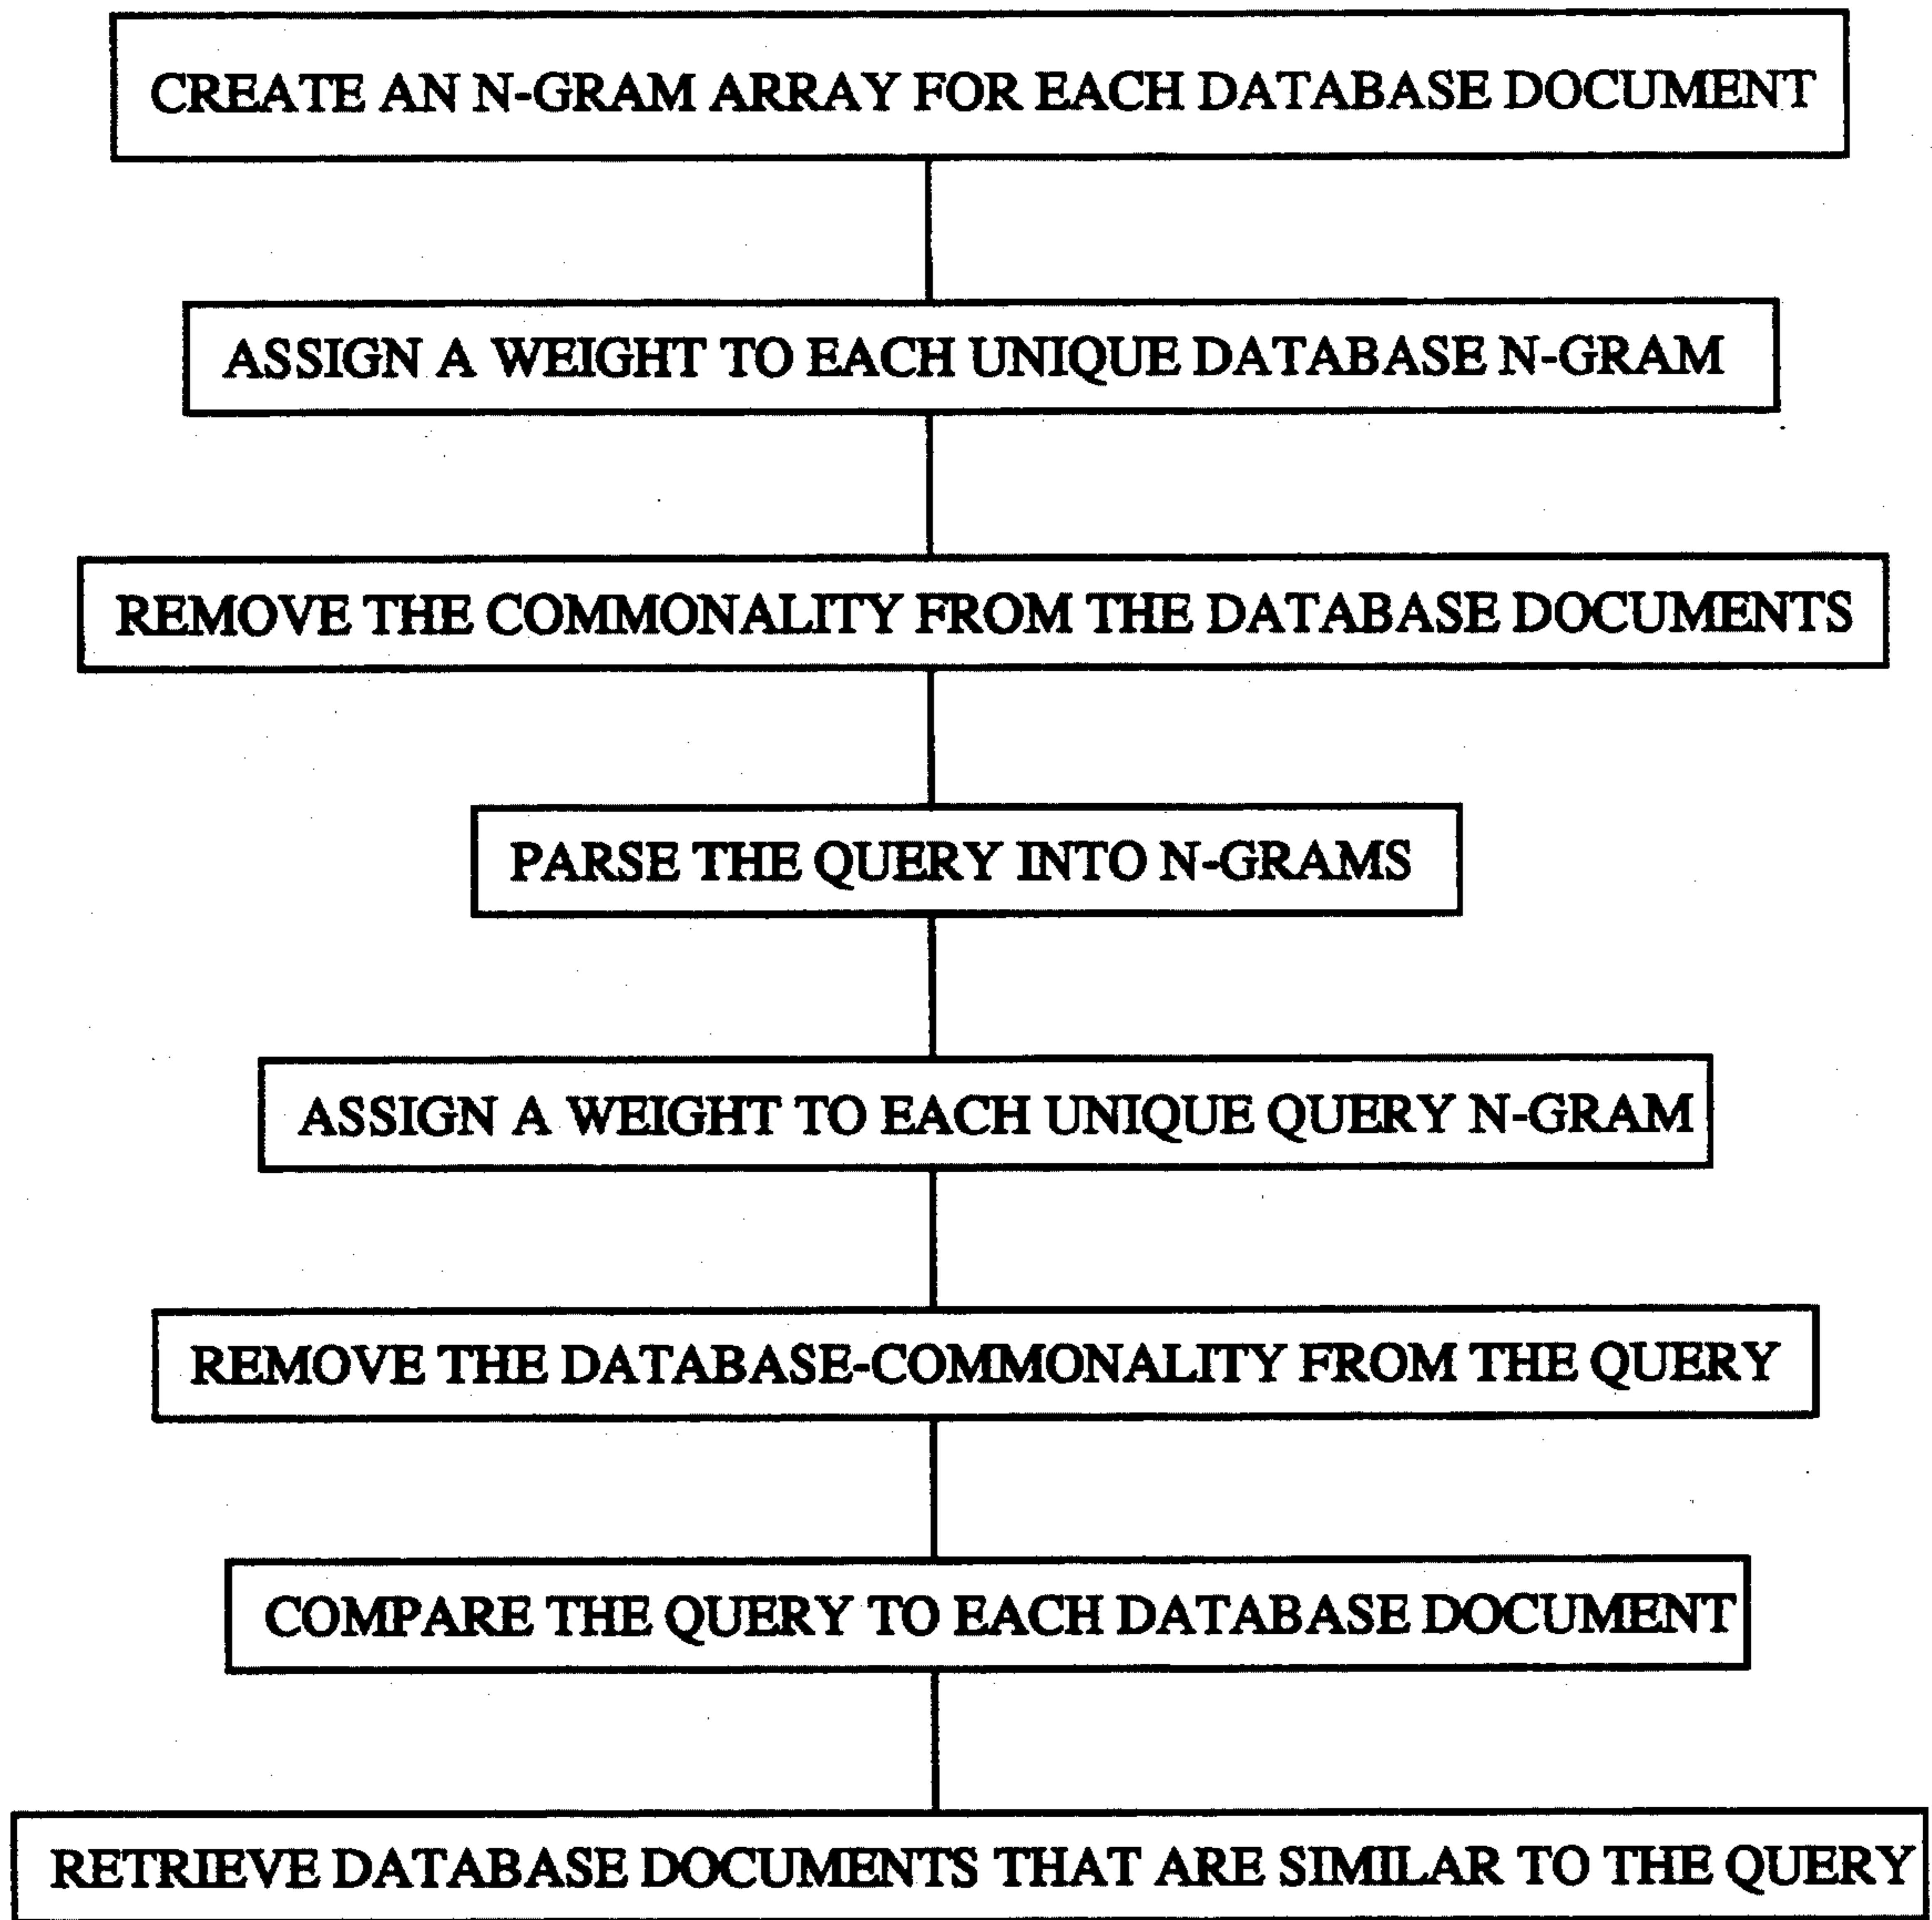 CREATE AN N-GRAM ARRAY FOR EACH DATABASE DOCUMENT
ASSIGN A WEIGHT TO EACH UNIQUE DATABASE N-GRAM
REMOVE THE COMMONALITY FROM THE DATABASE DOCUMENTS
PARSE THE QUERY INTO N-GRAMS
ASSIGN A WEIGHT TO EACH UNIQUE QUERY N-GRAM
REMOVE THE DATABASE-COMMONALITY FROM THE QUERY
COMPARE THE QUERY TO EACH DATABASE DOCUMENT
RETRIEVE DATABASE DOCUMENTS THAT ARE SIMILAR TO THE QUERY